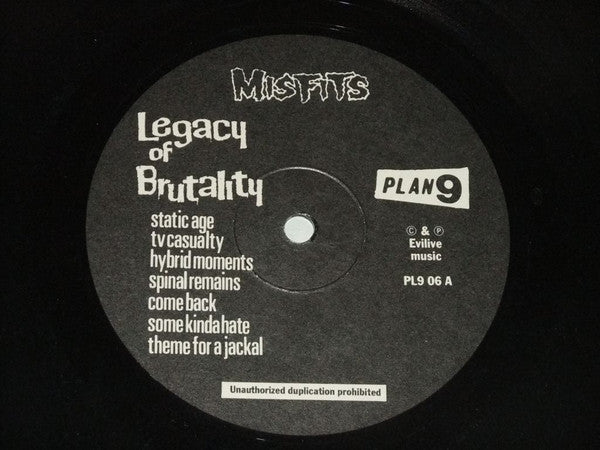 MISFITS
Legacy
of
Brutality
static age
tv casualty
hybrid moments
spinal remains
come back
some kinda hate
theme for a jackal
PLAN 9
© & ℗
Evilive
music
PL9 06 A
Unauthorized duplication prohibited